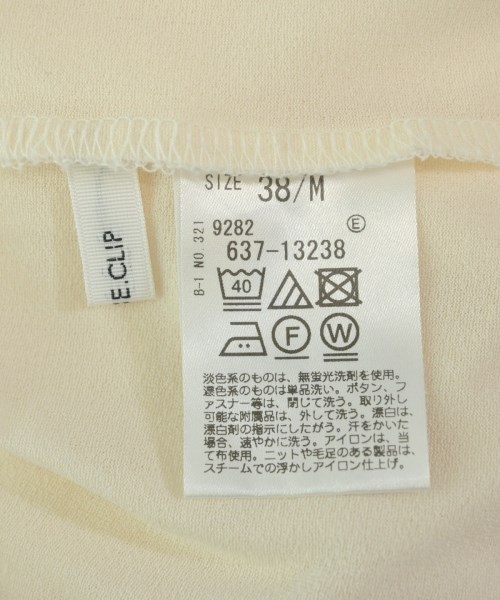 SIZE 38/M
B-1 NO.321
9282
E
637-13238
40
F
W
淡色系のものは、無蛍光洗剤を使用。
濃色系のものは単品洗い。ボタン、フ
ァスナー等は、閉じて洗う。取り外し
可能な附属品は、外して洗う。漂白は、
漂白剤の指示にしたがう。汗をかいた
場合、速やかに洗う。アイロンは、当
て布使用。ニットや毛足のある製品は、
スチームでの浮かしアイロン仕上げ。
E.CLIP